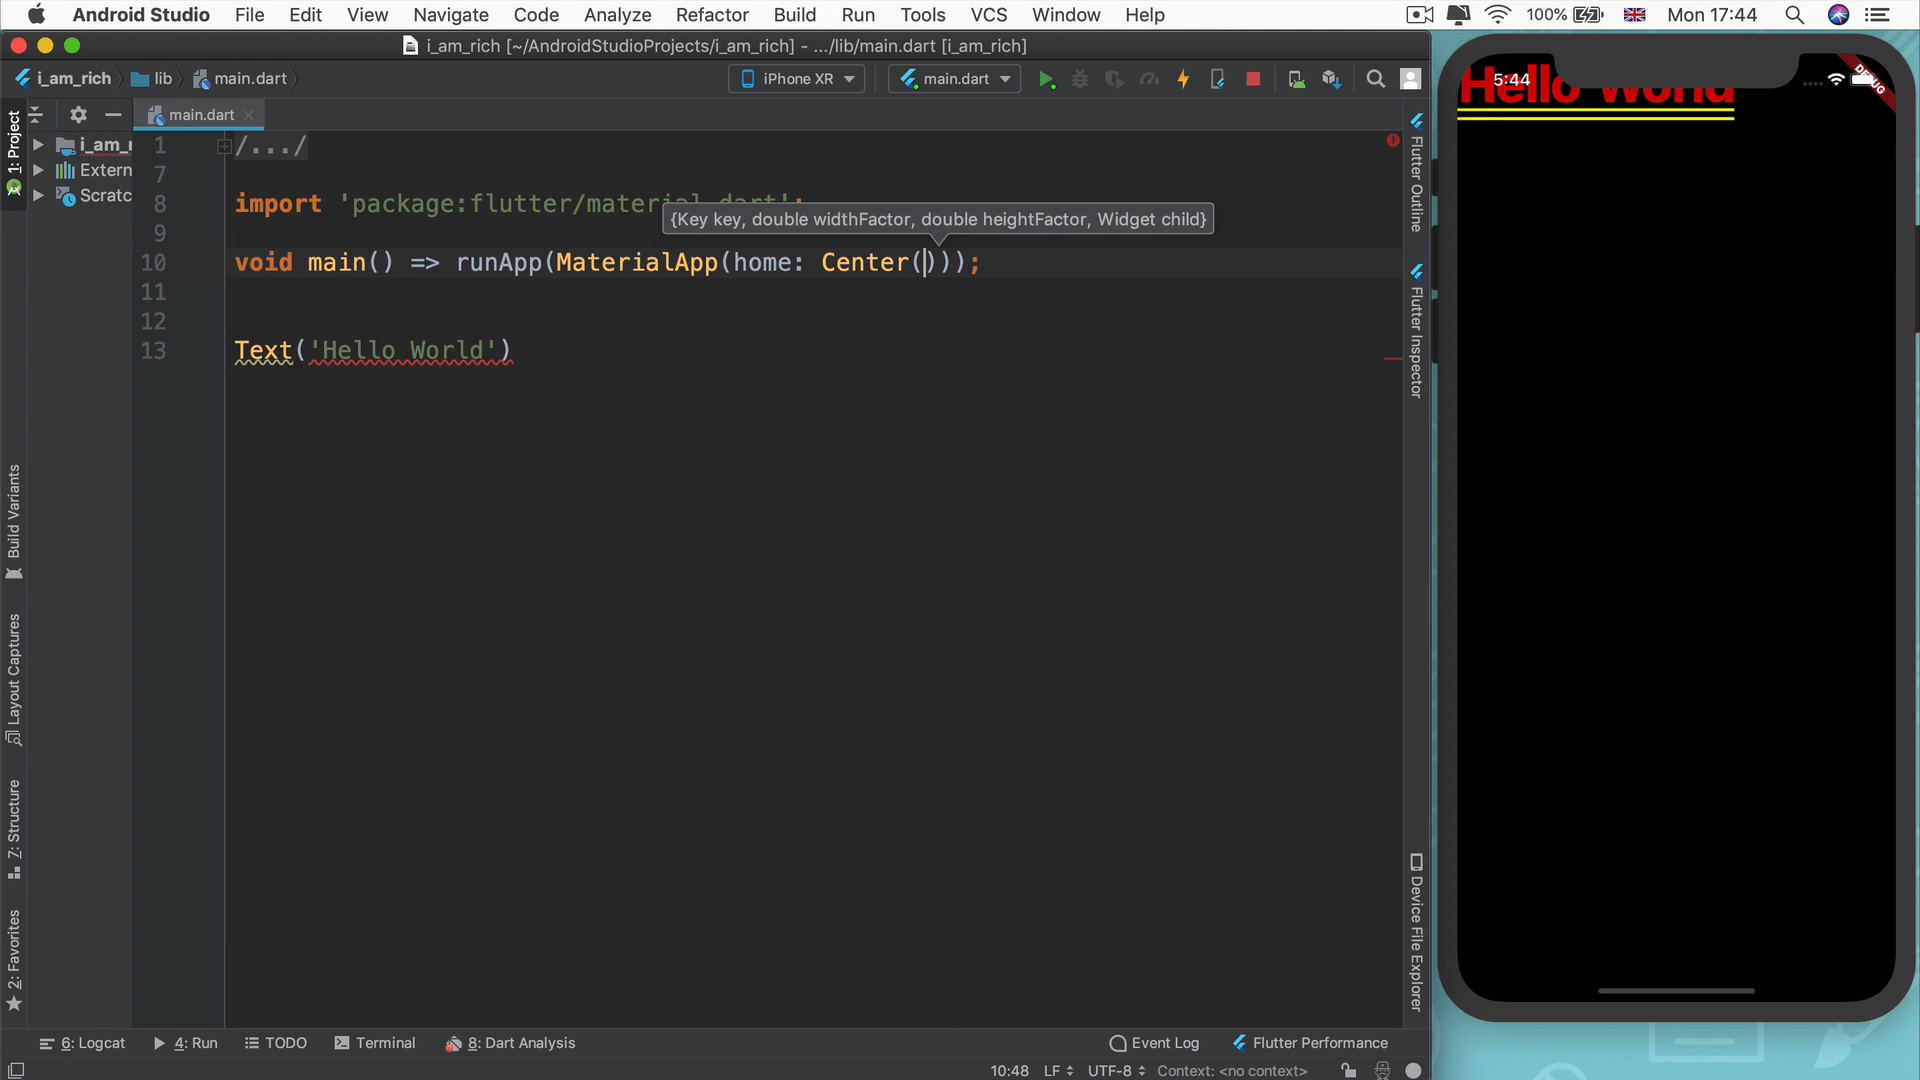 Android Studio File Edit View Navigate Code Analyze Refactor Build Run Tools VCS Window Help 100% Mon 17:44
i_am_rich [~/AndroidStudioProjects/i_am_rich] - .../lib/main.dart [i_am_rich]
i_am_rich lib main.dart iPhone XR main.dart
main.dart
1: Project
i_am_r
Extern
Scratc
Build Variants
Layout Captures
Z: Structure
2: Favorites
1 /.../
7
8 import 'package:flutter/material.dart';
{Key key, double widthFactor, double heightFactor, Widget child}
9
10 void main() => runApp(MaterialApp(home: Center()));
11
12
13 Text('Hello World')
Flutter Outline
Flutter Inspector
Device File Explorer
5:44
DEBUG
Hello World
6: Logcat 4: Run TODO Terminal 8: Dart Analysis Event Log Flutter Performance
10:48 LF UTF-8 Context: <no context>